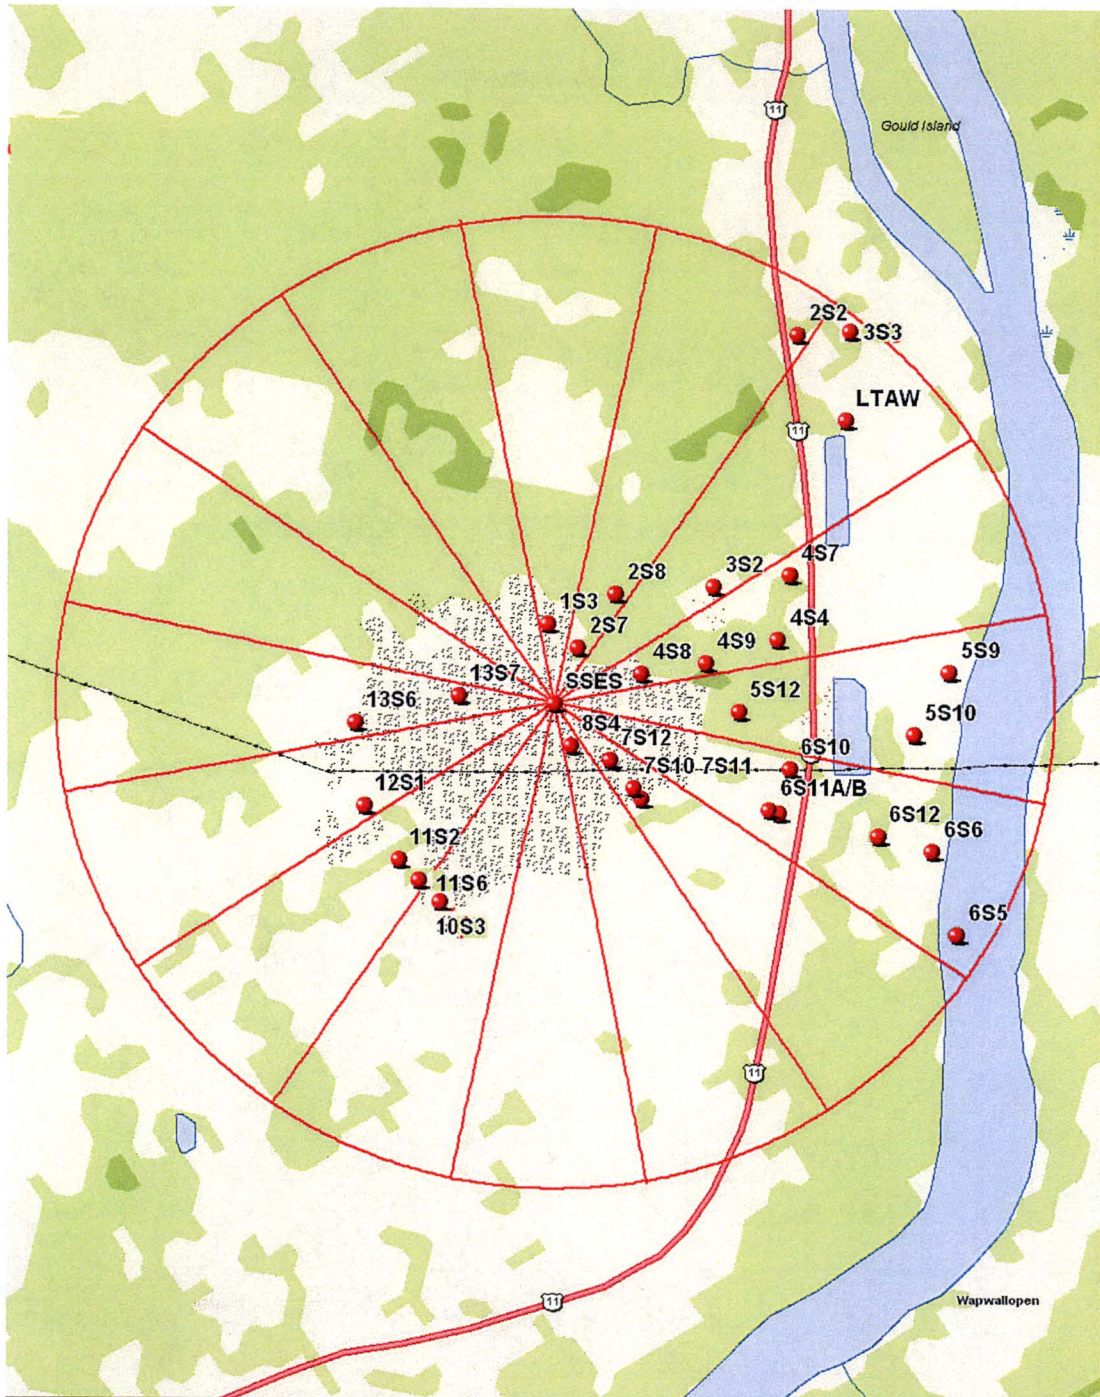 11
Gould Island
2S2
3S3
LTAW
11
4S7
3S2
2S8
1S3
4S4
2S7
4S9
4S8
5S9
SSES
13S7
5S12
13S6
5S10
8S4
7S12
6S10
11
7S10
7S11
12S1
6S11A/B
6S12
11S2
6S6
11S6
6S5
10S3
11
11
Wapwallopen